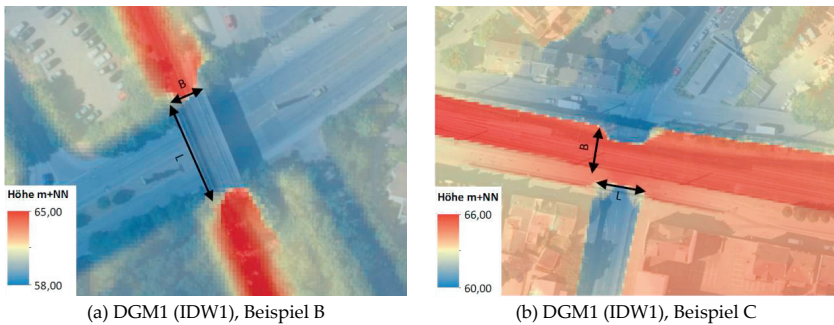 B
L
Höhe m+NN
65,00
58,00
(a) DGM1 (IDW1), Beispiel B
B
L
Höhe m+NN
66,00
60,00
(b) DGM1 (IDW1), Beispiel C